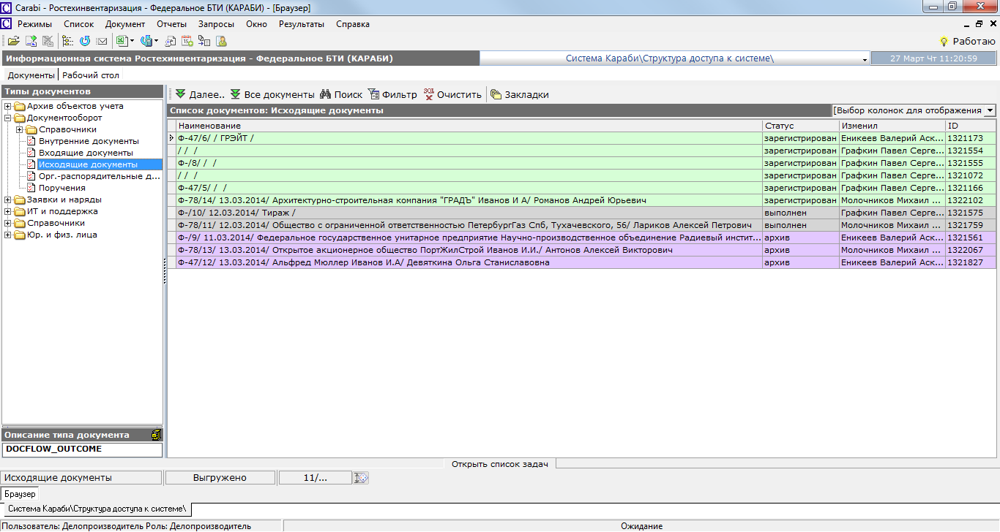 Carabi - Ростехинвентаризация - Федеральное БТИ (КАРАБИ) - [Браузер]
Режимы Список Документ Отчеты Запросы Окно Результаты Справка
Работаю
Информационная система Ростехинвентаризация - Федеральное БТИ (КАРАБИ) Система Караби\Структура доступа к системе\ 27 Март Чт 11:20:59
Документы Рабочий стол
Типы документов
Архив объектов учета
Документооборот
Справочники
Внутренние документы
Входящие документы
Исходящие документы
Орг.-распорядительные д...
Поручения
Заявки и наряды
ИТ и поддержка
Справочники
Юр. и физ. лица
Описание типа документа
DOCFLOW_OUTCOME
Далее.. Все документы Поиск Фильтр SQL Очистить Закладки
Список документов: Исходящие документы [Выбор колонок для отображения
Наименование Статус Изменил ID
Ф-47/6/ / ГРЭЙТ / зарегистрирован Еникеев Валерий Аск... 1321173
/ / / зарегистрирован Графкин Павел Серге... 1321554
Ф-/8/ / / зарегистрирован Графкин Павел Серге... 1321555
/ / / зарегистрирован Графкин Павел Серге... 1321072
Ф-47/5/ / / зарегистрирован Графкин Павел Серге... 1321166
Ф-78/14/ 13.03.2014/ Архитектурно-строительная компания "ГРАДЪ" Иванов И А/ Романов Андрей Юрьевич зарегистрирован Молочников Михаил ... 1322102
Ф-/10/ 12.03.2014/ Тираж / выполнен Графкин Павел Серге... 1321575
Ф-78/11/ 12.03.2014/ Общество с ограниченной ответственностью ПетербургГаз Спб, Тухачевского, 56/ Лариков Алексей Петрович выполнен Молочников Михаил ... 1321759
Ф-/9/ 11.03.2014/ Федеральное государственное унитарное предприятие Научно-производственное объединение Радиевый инстит... архив Еникеев Валерий Аск... 1321561
Ф-78/13/ 13.03.2014/ Открытое акционерное общество ПортЖилСтрой Иванов И.И./ Антонов Алексей Викторович архив Молочников Михаил ... 1322067
Ф-47/12/ 13.03.2014/ Альфред Мюллер Иванов И.А/ Девяткина Ольга Станиславовна архив Еникеев Валерий Аск... 1321827
Открыть список задач
Исходящие документы Выгружено 11/...
Браузер
Система Караби\Структура доступа к системе\
Пользователь: Делопроизводитель Роль: Делопроизводитель Ожидание